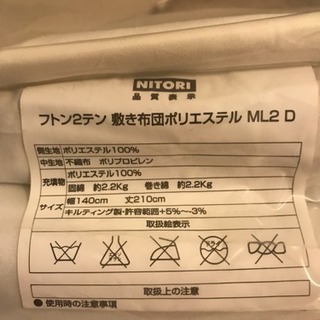 NITORI
品質表示
フトン2テン 敷き布団ポリエステル ML2 D
側生地 ポリエステル100%
中生地 不織布 ポリプロピレン
充填物 ポリエステル100%
固綿 約2.2Kg 巻き綿 約2.2Kg
サイズ 幅140cm 丈210cm
キルティング製・許容範囲+5%~-3%
取扱絵表示
取扱上の注意
● 使用時の注意事項